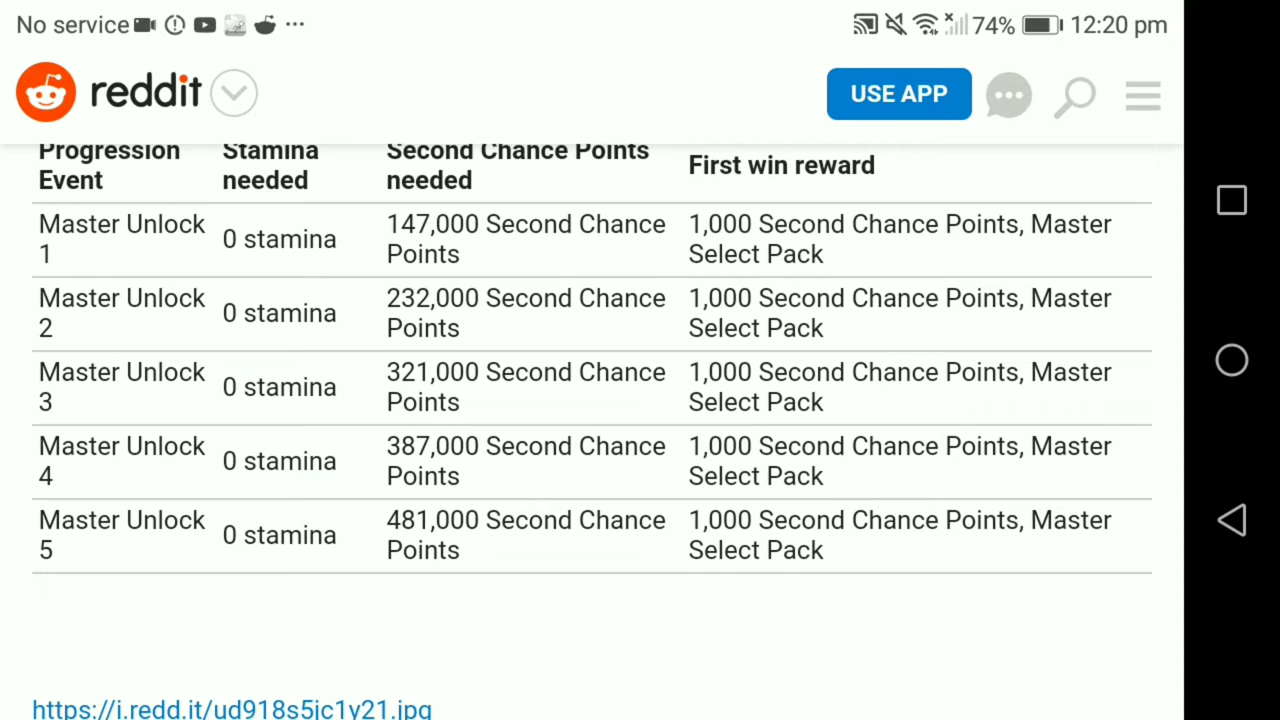 No service 74% 12:20 pm
reddit USE APP
Progression Stamina Second Chance Points First win reward
Event needed needed
Master Unlock 0 stamina 147,000 Second Chance 1,000 Second Chance Points, Master
1 Points Select Pack
Master Unlock 0 stamina 232,000 Second Chance 1,000 Second Chance Points, Master
2 Points Select Pack
Master Unlock 0 stamina 321,000 Second Chance 1,000 Second Chance Points, Master
3 Points Select Pack
Master Unlock 0 stamina 387,000 Second Chance 1,000 Second Chance Points, Master
4 Points Select Pack
Master Unlock 0 stamina 481,000 Second Chance 1,000 Second Chance Points, Master
5 Points Select Pack
https://i.redd.it/ud918s5jc1y21.jpg